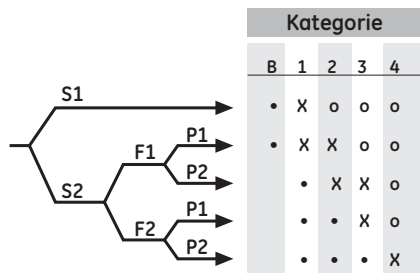 Kategorie
B 1 2 3 4
S1 • X o o o
P1 • X X o o
F1
P2 • X X o
S2
P1 • • X o
F2
P2 • • • X